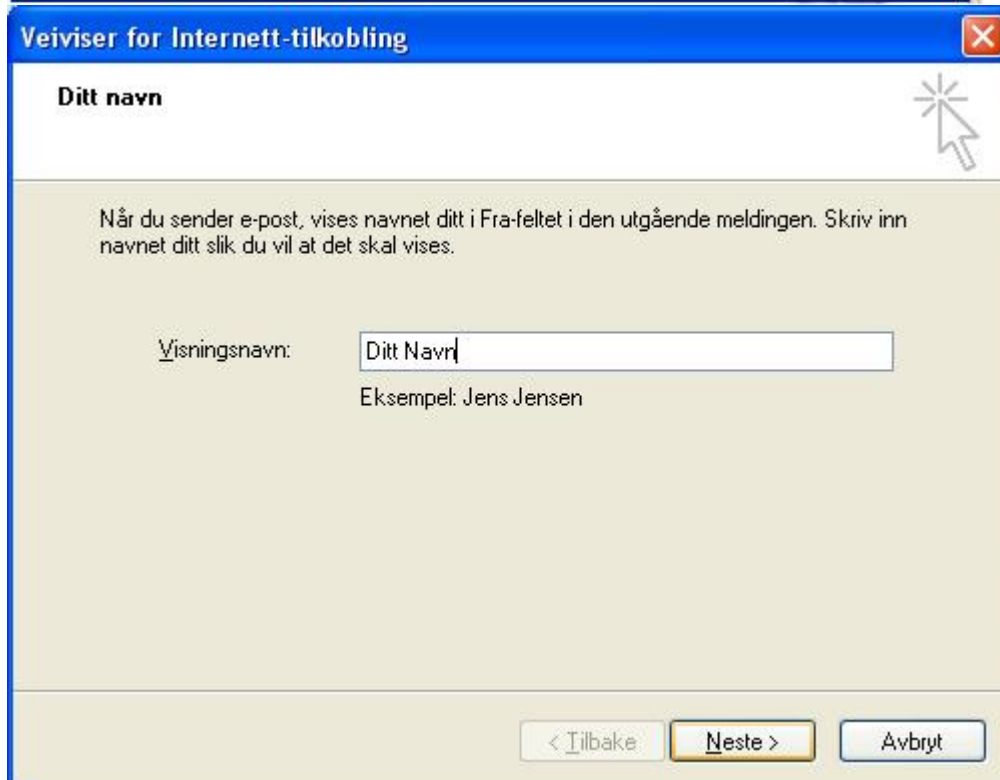 Veiviser for Internett-tilkobling
Ditt navn
Når du sender e-post, vises navnet ditt i Fra-feltet i den utgående meldingen. Skriv inn
navnet ditt slik du vil at det skal vises.
Visningsnavn: Ditt Navn
Eksempel: Jens Jensen
< Tilbake Neste > Avbryt